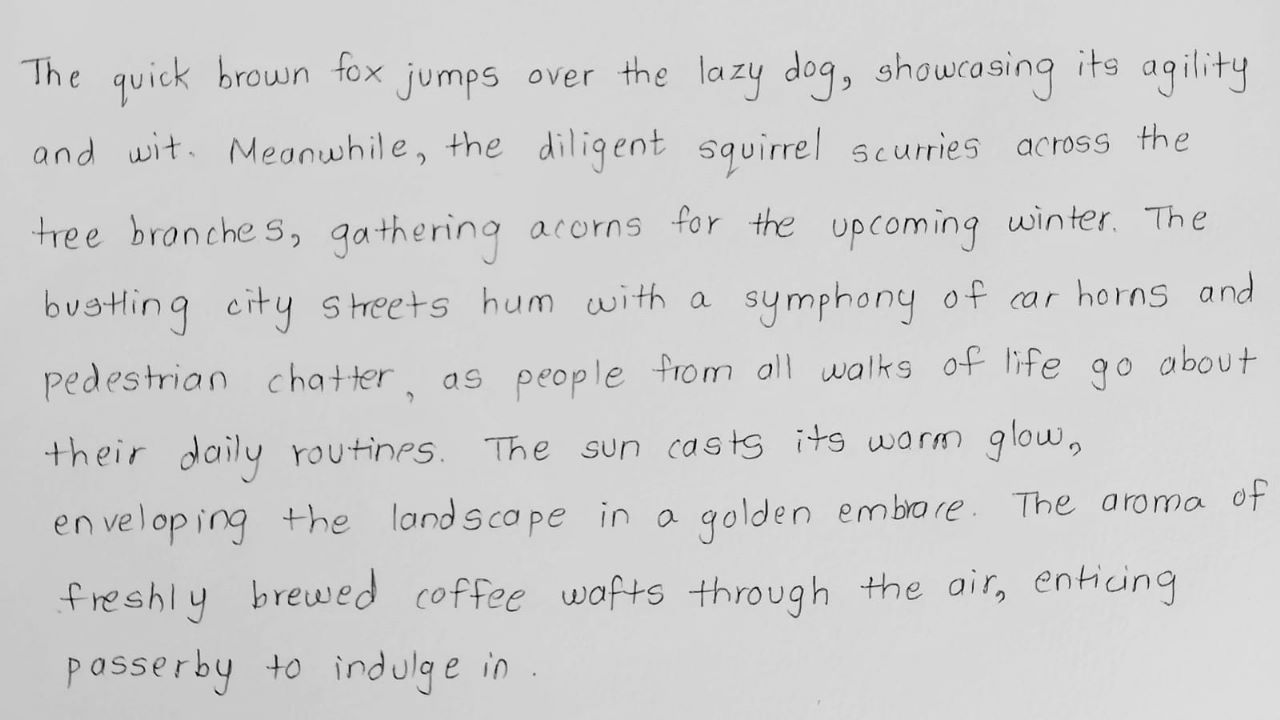 The quick brown fox jumps over the lazy dog, showcasing its agility
and wit. Meanwhile, the diligent squirrel scurries across the
tree branches, gathering acorns for the upcoming winter. The
bustling city streets hum with a symphony of car horns and
pedestrian chatter, as people from all walks of life go about
their daily routines. The sun casts its warm glow,
enveloping the landscape in a golden embrace. The aroma of
freshly brewed coffee wafts through the air, enticing
passerby to indulge in.